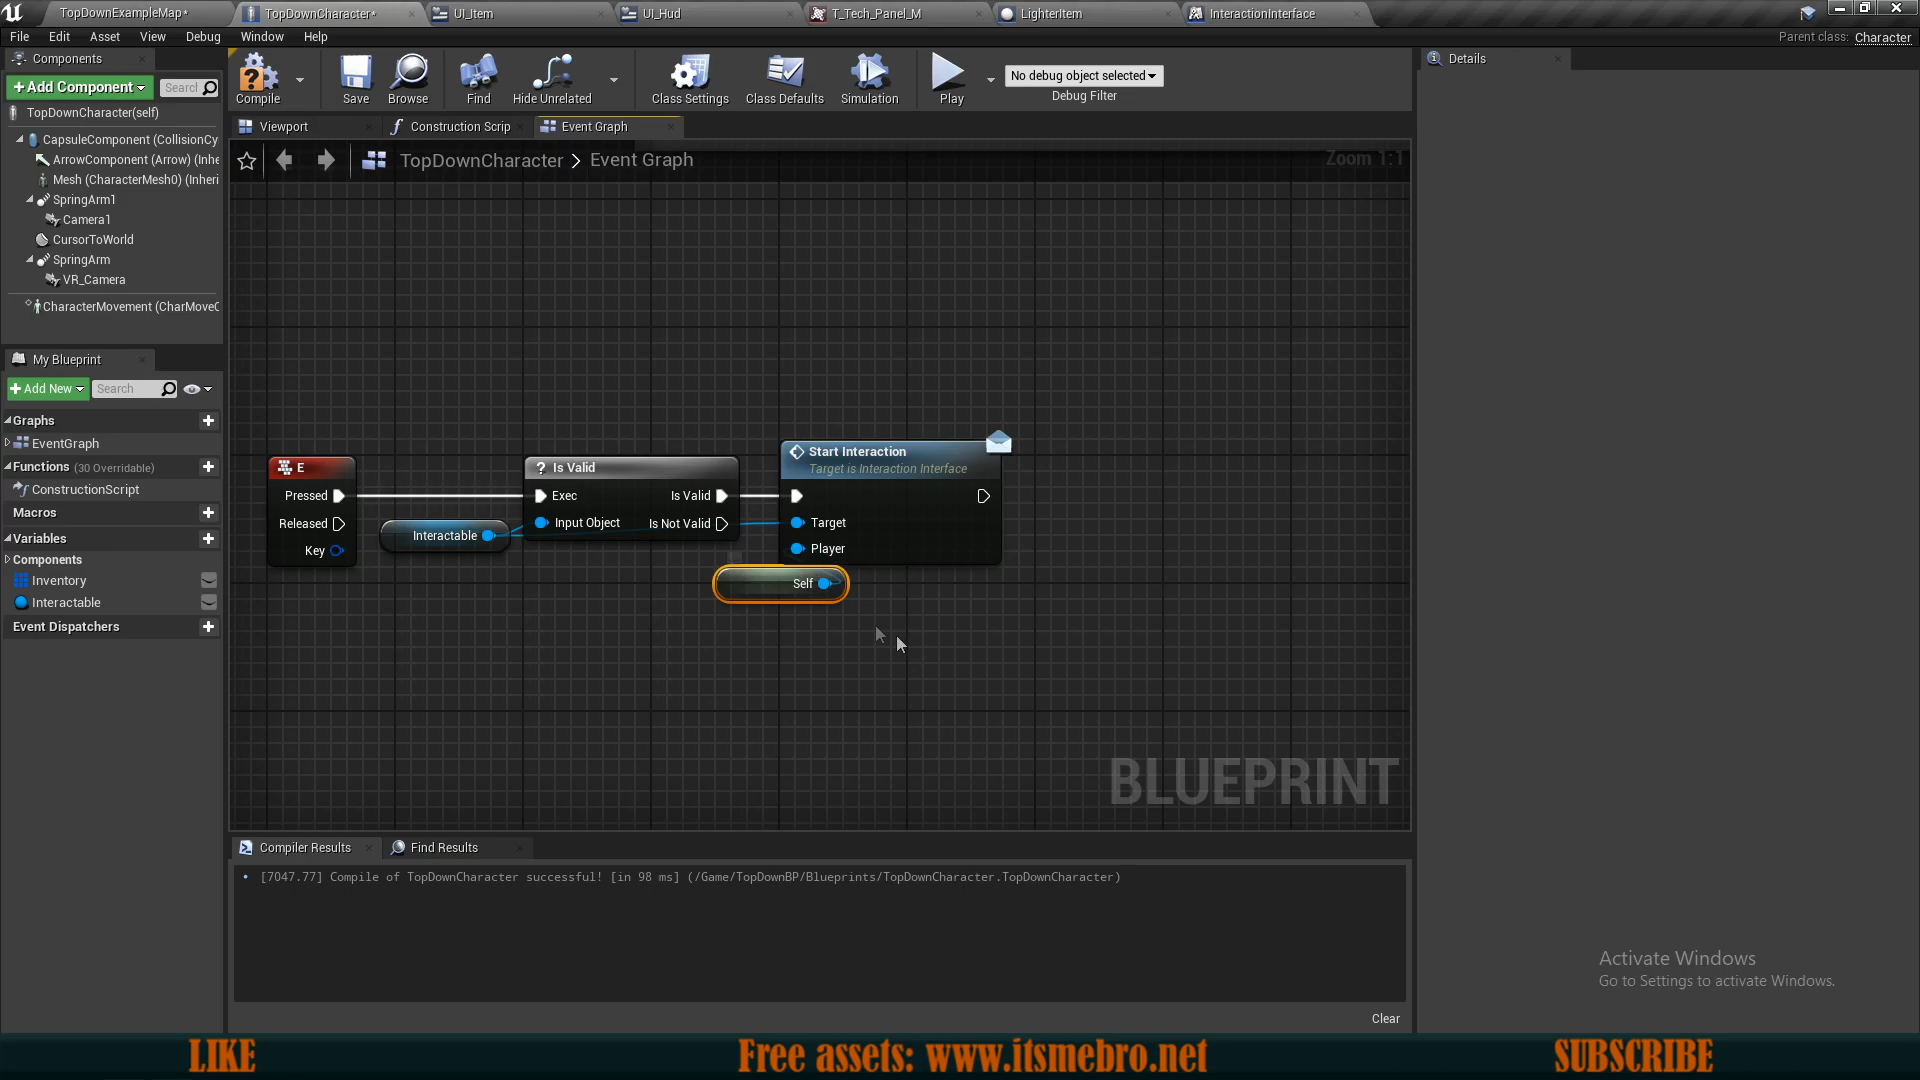 TopDownExampleMap*
TopDownCharacter*
UI_Item
UI_Hud
T_Tech_Panel_M
LighterItem
InteractionInterface
File Edit Asset View Debug Window Help
Parent class: Character
Components
+ Add Component
Search
TopDownCharacter(self)
CapsuleComponent (CollisionCy
ArrowComponent (Arrow) (Inhe
Mesh (CharacterMesh0) (Inheri
SpringArm1
Camera1
CursorToWorld
SpringArm
VR_Camera
CharacterMovement (CharMoveC
Compile
Save
Browse
Find
Hide Unrelated
Class Settings
Class Defaults
Simulation
Play
No debug object selected
Debug Filter
Details
Viewport
Construction Scrip
Event Graph
TopDownCharacter > Event Graph
Zoom 1:1
My Blueprint
+ Add New
Search
Graphs
EventGraph
Functions (30 Overridable)
ConstructionScript
Macros
Variables
Components
Inventory
Interactable
Event Dispatchers
E
Pressed
Released
Key
Interactable
? Is Valid
Exec
Is Valid
Input Object
Is Not Valid
Start Interaction
Target is Interaction Interface
Target
Player
Self
BLUEPRINT
Compiler Results
Find Results
[7047.77] Compile of TopDownCharacter successful! [in 98 ms] (/Game/TopDownBP/Blueprints/TopDownCharacter.TopDownCharacter)
Clear
Activate Windows
Go to Settings to activate Windows.
LIKE
Free assets: www.itsmebro.net
SUBSCRIBE